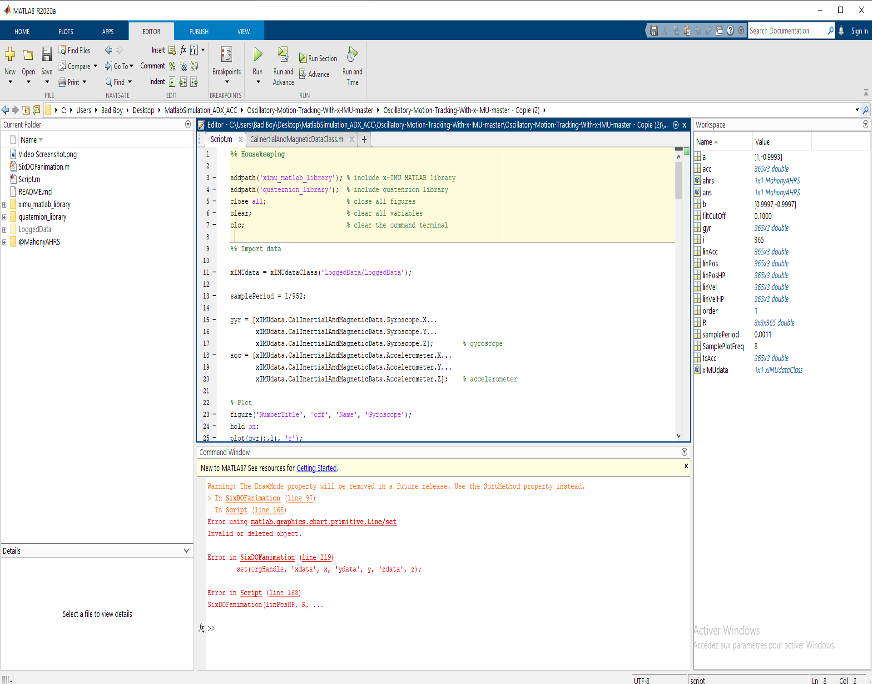 MATLAB R2020a
HOME PLOTS APPS EDITOR PUBLISH VIEW
Search Documentation Sign In
New Open Save
Find Files
Compare
Print
Go To
Find
Insert
Comment
Indent
Breakpoints
Run
Run and Advance
Run Section
Advance
Run and Time
FILE NAVIGATE EDIT BREAKPOINTS RUN
C: Users Bad Boy Desktop MatlabSimulation_ADX_ACC Oscillatory-Motion-Tracking-With-x-IMU-master Oscillatory-Motion-Tracking-With-x-IMU-master - Copie (2)
Current Folder
Name
Video Screenshot.png
SixDOFanimation.m
Script.m
README.md
ximu_matlab_library
quaternion_library
LoggedData
@MahonyAHRS
Details
Select a file to view details
Editor - C:\Users\Bad Boy\Desktop\MatlabSimulation_ADX_ACC\Oscillatory-Motion-Tracking-With-x-IMU-master\Oscillatory-Motion-Tracking-With-x-IMU-master - Copie (2)\...
Script.m CalInertialAndMagneticDataClass.m +
1 %% Housekeeping
2
3 addpath('ximu_matlab_library'); % include x-IMU MATLAB library
4 addpath('quaternion_library'); % include quatenrion library
5 close all; % close all figures
6 clear; % clear all variables
7 clc; % clear the command terminal
8
9 %% Import data
10
11 xIMUdata = xIMUdataClass('LoggedData/LoggedData');
12
13 samplePeriod = 1/952;
14
15 gyr = [xIMUdata.CalInertialAndMagneticData.Gyroscope.X...
16 xIMUdata.CalInertialAndMagneticData.Gyroscope.Y...
17 xIMUdata.CalInertialAndMagneticData.Gyroscope.Z]; % gyroscope
18 acc = [xIMUdata.CalInertialAndMagneticData.Accelerometer.X...
19 xIMUdata.CalInertialAndMagneticData.Accelerometer.Y...
20 xIMUdata.CalInertialAndMagneticData.Accelerometer.Z]; % accelerometer
21
22 % Plot
23 figure('NumberTitle', 'off', 'Name', 'Gyroscope');
24 hold on;
25 plot(gyr(:,1), 'r');
Command Window
New to MATLAB? See resources for Getting Started.
Warning: The DrawMode property will be removed in a future release. Use the SortMethod property instead.
> In SixDOFanimation (line 97)
In Script (line 168)
Error using matlab.graphics.chart.primitive.Line/set
Invalid or deleted object.
Error in SixDOFanimation (line 219)
set(orgHandle, 'xdata', x, 'ydata', y, 'zdata', z);
Error in Script (line 168)
SixDOFanimation(linPosHP, R, ...
fx >>
Workspace
Name Value
a [1,-0.9993]
acc 365x3 double
ahrs 1x1 MahonyAHRS
ans 1x1 MahonyAHRS
b [0.9997,-0.9997]
filtCutOff 0.1000
gyr 365x3 double
i 365
linAcc 365x3 double
linPos 365x3 double
linPosHP 365x3 double
linVel 365x3 double
linVelHP 365x3 double
order 1
R 3x3x365 double
samplePeriod 0.0011
SamplePlotFreq 8
tcAcc 365x3 double
xIMUdata 1x1 xIMUdataClass
Activer Windows
Accédez aux paramètres pour activer Windows.
UTF-8 script Ln 8 Col 2